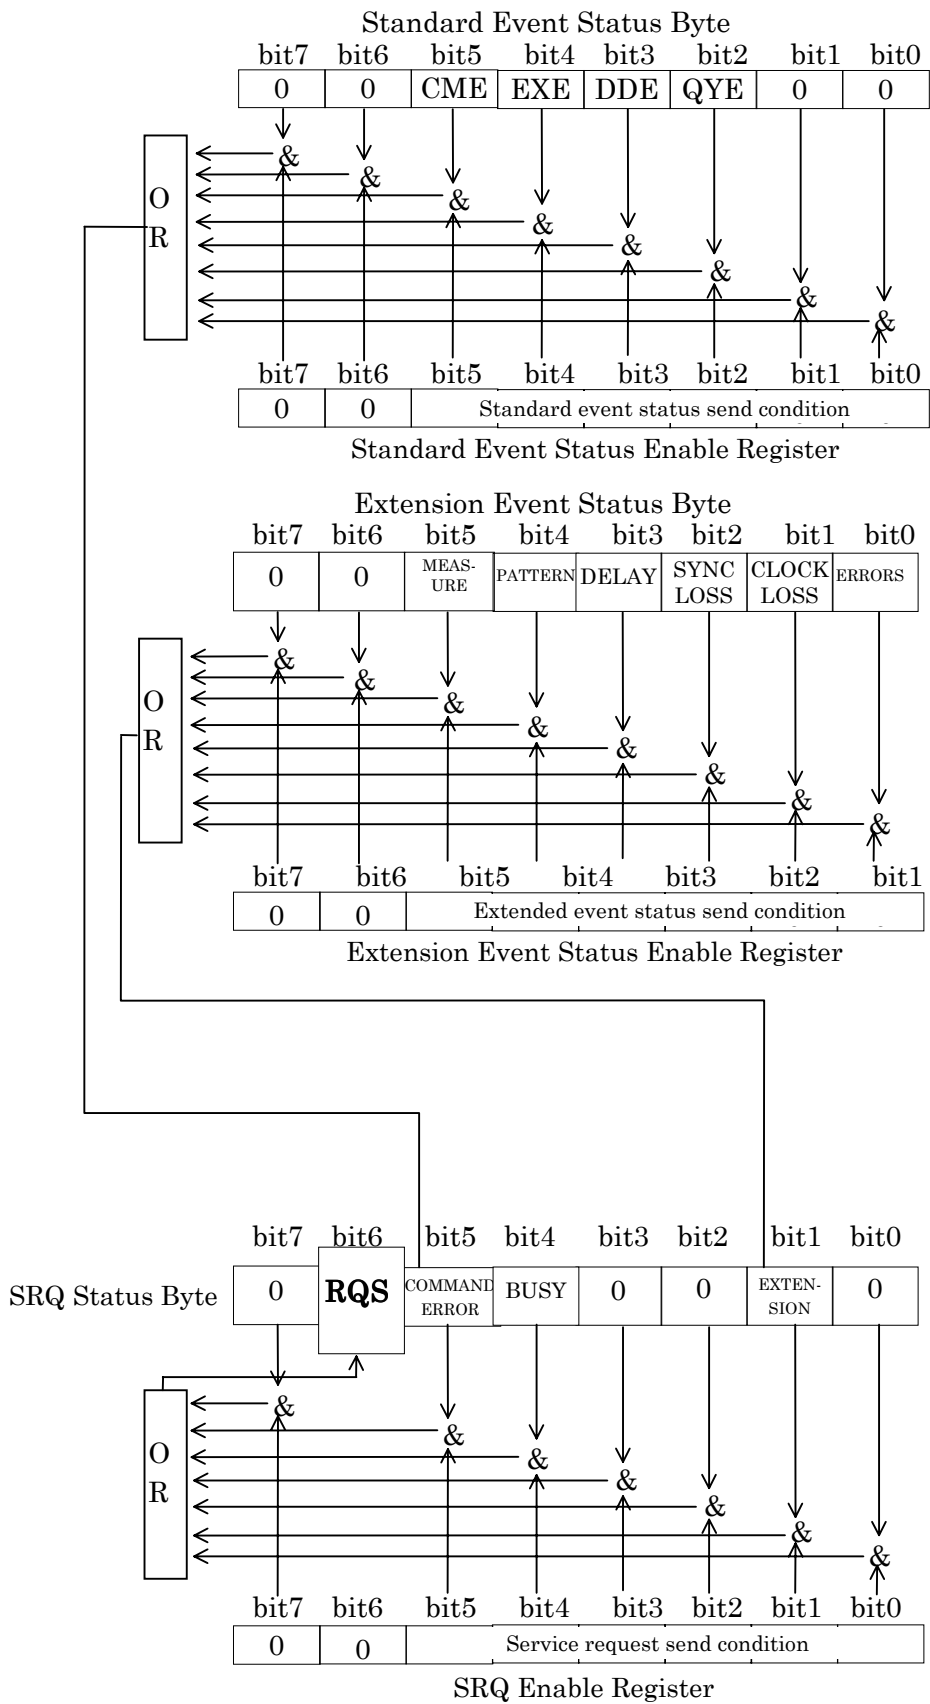 Standard Event Status Byte
bit7 bit6 bit5 bit4 bit3 bit2 bit1 bit0
0 0 CME EXE DDE QYE 0 0
&
&
&
&
&
&
&
&
O
R
bit7 bit6 bit5 bit4 bit3 bit2 bit1 bit0
0 0 Standard event status send condition
Standard Event Status Enable Register
Extension Event Status Byte
bit7 bit6 bit5 bit4 bit3 bit2 bit1 bit0
0 0 MEAS-
URE PATTERN DELAY SYNC
LOSS CLOCK
LOSS ERRORS
&
&
&
&
&
&
&
&
O
R
bit7 bit6 bit5 bit4 bit3 bit2 bit1
0 0 Extended event status send condition
Extension Event Status Enable Register
bit7 bit6 bit5 bit4 bit3 bit2 bit1 bit0
SRQ Status Byte 0 RQS COMMAND
ERROR BUSY 0 0 EXTEN-
SION 0
&
&
&
&
&
&
&
O
R
bit7 bit6 bit5 bit4 bit3 bit2 bit1 bit0
0 0 Service request send condition
SRQ Enable Register